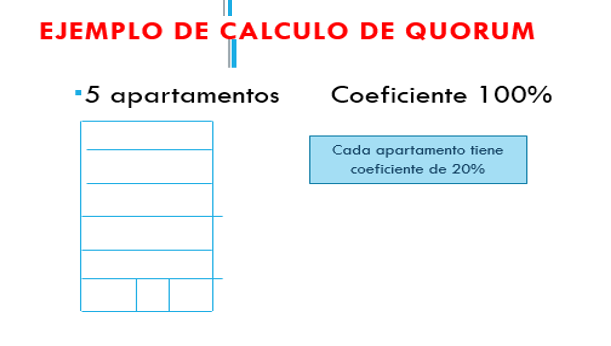 EJEMPLO DE CALCULO DE QUORUM
5 apartamentos
Coeficiente 100%
Cada apartamento tiene
coeficiente de 20%